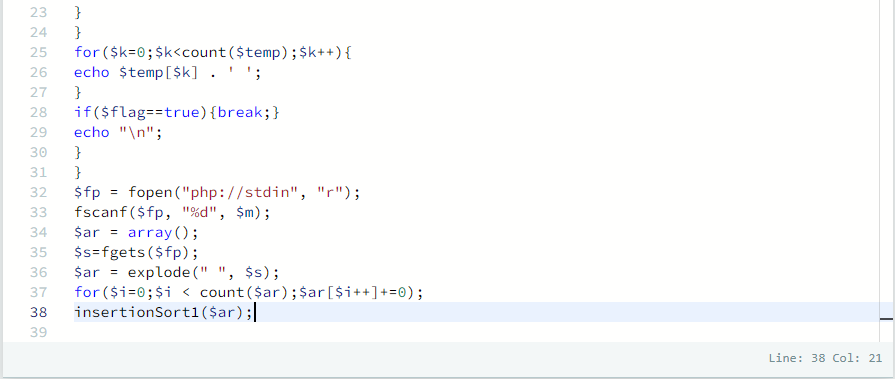 23 }
24 }
25 for($k=0;$k<count($temp);$k++){
26 echo $temp[$k] . ' ';
27 }
28 if($flag==true){break;}
29 echo "\n";
30 }
31 }
32 $fp = fopen("php://stdin", "r");
33 fscanf($fp, "%d", $m);
34 $ar = array();
35 $s=fgets($fp);
36 $ar = explode(" ", $s);
37 for($i=0;$i < count($ar);$ar[$i++]+=0);
38 insertionSort1($ar);
39
Line: 38 Col: 21